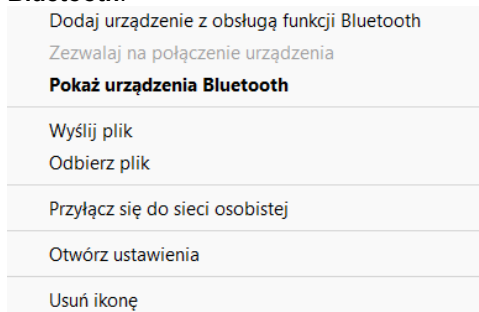 Bluetooth.
Dodaj urządzenie z obsługą funkcji Bluetooth
Zezwalaj na połączenie urządzenia
Pokaż urządzenia Bluetooth
Wyślij plik
Odbierz plik
Przyłącz się do sieci osobistej
Otwórz ustawienia
Usuń ikonę